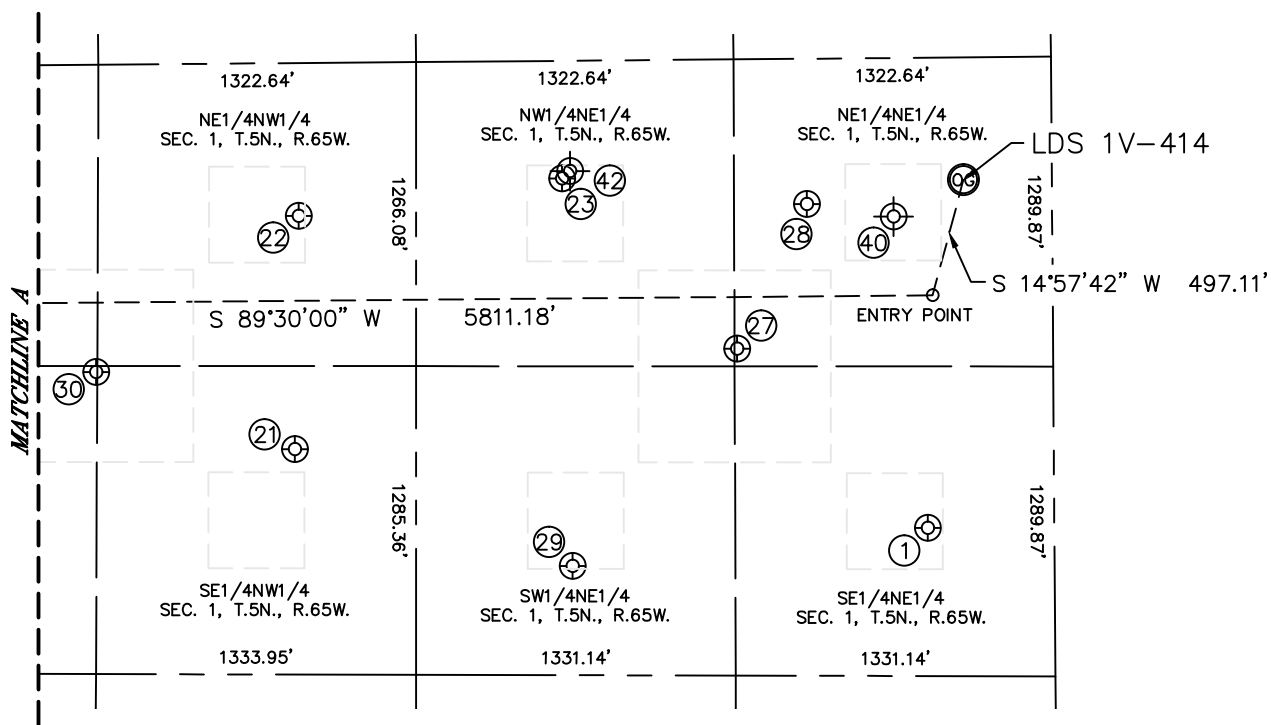 1322.64'
1322.64'
1322.64'
NE1/4NW1/4
SEC. 1, T.5N., R.65W.
NW1/4NE1/4
SEC. 1, T.5N., R.65W.
NE1/4NE1/4
SEC. 1, T.5N., R.65W.
LDS 1V-414
OG
1266.08'
1289.87'
22
23
42
28
40
S 14°57'42" W 497.11'
S 89°30'00" W 5811.18'
ENTRY POINT
27
MATCHLINE A
30
21
1285.36'
1289.87'
29
1
SE1/4NW1/4
SEC. 1, T.5N., R.65W.
SW1/4NE1/4
SEC. 1, T.5N., R.65W.
SE1/4NE1/4
SEC. 1, T.5N., R.65W.
1333.95'
1331.14'
1331.14'